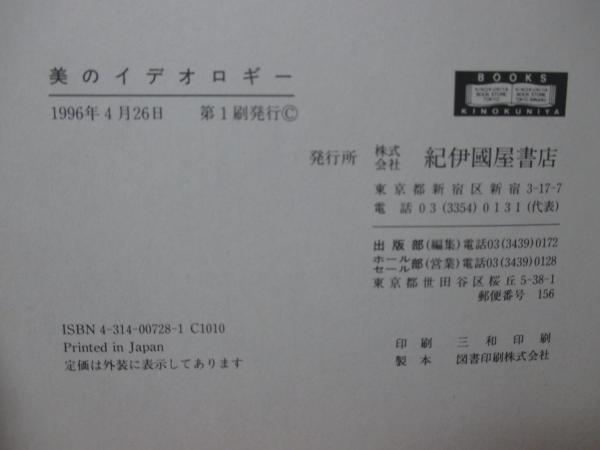 美のイデオロギー
1996年4月26日 第1刷発行©
BOOKS
KINOKUNIYA BOOK STORE TOKYO
KINOKUNIYA
発行所 株式会社 紀伊國屋書店
東京都新宿区新宿3-17-7
電話 03(3354)0131(代表)
出版部(編集)電話03(3439)0172
ホールセール部(営業)電話03(3439)0128
東京都世田谷区桜丘5-38-1
郵便番号 156
ISBN 4-314-00728-1 C1010
Printed in Japan
定価は外装に表示してあります
印刷 三和印刷
製本 図書印刷株式会社